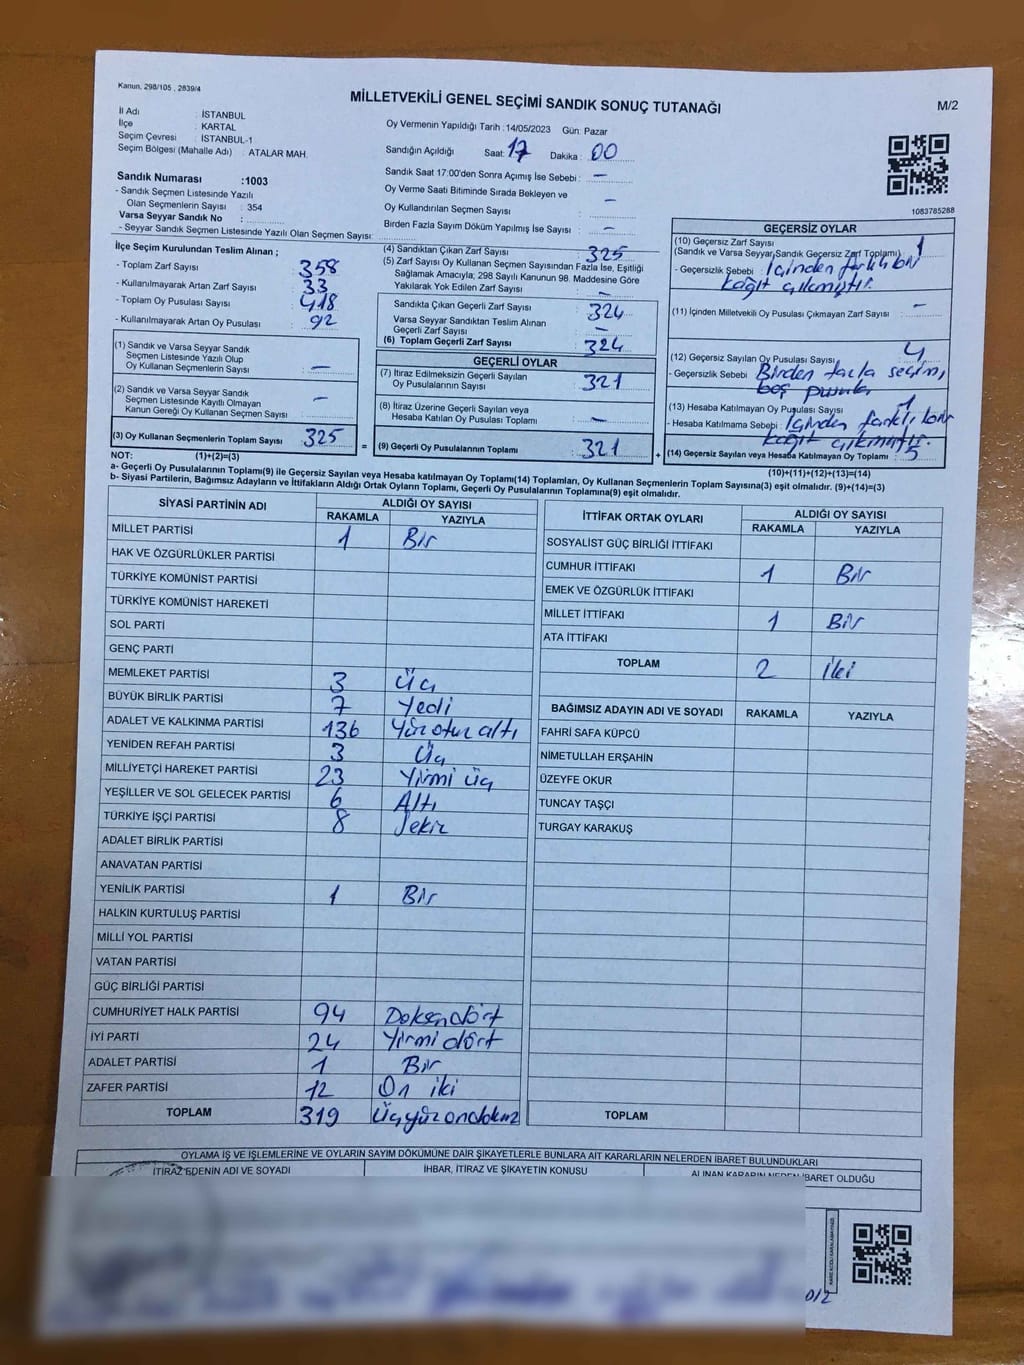 Kanun, 298/105 , 2839/4
MİLLETVEKİLİ GENEL SEÇİMİ SANDIK SONUÇ TUTANAĞI
M/2
İl Adı : İSTANBUL
İlçe : KARTAL
Seçim Çevresi : İSTANBUL-1
Seçim Bölgesi (Mahalle Adı) : ATALAR MAH.
Sandık Numarası :1003
- Sandık Seçmen Listesinde Yazılı
Olan Seçmenlerin Sayısı : 354
Varsa Seyyar Sandık No :
- Seyyar Sandık Seçmen Listesinde Yazılı Olan Seçmen Sayısı:
Oy Vermenin Yapıldığı Tarih :14/05/2023 Gün: Pazar
Sandığın Açıldığı Saat: 17 Dakika : 00
Sandık Saat 17:00'den Sonra Açımış İse Sebebi : –
Oy Verme Saati Bitiminde Sırada Bekleyen ve
Oy Kullandırılan Seçmen Sayısı : –
Birden Fazla Sayım Döküm Yapılmış İse Sayısı : –
1083785288
İlçe Seçim Kurulundan Teslim Alınan ;
- Toplam Zarf Sayısı : 358
- Kullanılmayarak Artan Zarf Sayısı : 33
- Toplam Oy Pusulası Sayısı : 418
- Kullanılmayarak Artan Oy Pusulası : 92
(1) Sandık ve Varsa Seyyar Sandık
Seçmen Listesinde Yazılı Olup
Oy Kullanan Seçmenlerin Sayısı : –
(2) Sandık ve Varsa Seyyar Sandık
Seçmen Listesinde Kayıtlı Olmayan
Kanun Gereği Oy Kullanan Seçmen Sayısı : –
(3) Oy Kullanan Seçmenlerin Toplam Sayısı : 325
(4) Sandıktan Çıkan Zarf Sayısı : 325
(5) Zarf Sayısı Oy Kullanan Seçmen Sayısından Fazla İse, Eşitliği
Sağlamak Amacıyla; 298 Sayılı Kanunun 98. Maddesine Göre
Yakılarak Yok Edilen Zarf Sayısı : –
Sandıkta Çıkan Geçerli Zarf Sayısı : 324
Varsa Seyyar Sandıktan Teslim Alınan
Geçerli Zarf Sayısı : –
(6) Toplam Geçerli Zarf Sayısı : 324
GEÇERLİ OYLAR
(7) İtiraz Edilmeksizin Geçerli Sayılan
Oy Pusulalarının Sayısı : 321
(8) İtiraz Üzerine Geçerli Sayılan veya
Hesaba Katılan Oy Pusulası Toplamı : –
= (9) Geçerli Oy Pusulalarının Toplamı : 321 +
GEÇERSİZ OYLAR
(10) Geçersiz Zarf Sayısı
(Sandık ve Varsa Seyyar Sandık Geçersiz Zarf Toplamı) : 1
- Geçersizlik Sebebi : İçinden farklı bir
kağıt çıkmıştır.
(11) İçinden Milletvekili Oy Pusulası Çıkmayan Zarf Sayısı : –
(12) Geçersiz Sayılan Oy Pusulası Sayısı : 4
- Geçersizlik Sebebi : Birden fazla seçim,
boş pusula
(13) Hesaba Katılmayan Oy Pusulası Sayısı : 1
- Hesaba Katılmama Sebebi : İçinden farklı bir
kağıt çıkmıştır.
(14) Geçersiz Sayılan veya Hesaba Katılmayan Oy Toplamı : 5
NOT: (1)+(2)=(3)
(10)+(11)+(12)+(13)=(14)
a- Geçerli Oy Pusulalarının Toplamı(9) ile Geçersiz Sayılan veya Hesaba katılmayan Oy Toplamı(14) Toplamları, Oy Kullanan Seçmenlerin Toplam Sayısına(3) eşit olmalıdır. (9)+(14)=(3)
b- Siyasi Partilerin, Bağımsız Adayların ve İttifakların Aldığı Ortak Oyların Toplamı, Geçerli Oy Pusulalarının Toplamına(9) eşit olmalıdır.
SİYASİ PARTİNİN ADI ALDIĞI OY SAYISI
RAKAMLA YAZIYLA
MİLLET PARTİSİ 1 Bir
HAK VE ÖZGÜRLÜKLER PARTİSİ
TÜRKİYE KOMÜNİST PARTİSİ
TÜRKİYE KOMÜNİST HAREKETİ
SOL PARTİ
GENÇ PARTİ
MEMLEKET PARTİSİ 3 Üç
BÜYÜK BİRLİK PARTİSİ 7 Yedi
ADALET VE KALKINMA PARTİSİ 136 Yüzotuzaltı
YENİDEN REFAH PARTİSİ 3 Üç
MİLLİYETÇİ HAREKET PARTİSİ 23 Yirmi üç
YEŞİLLER VE SOL GELECEK PARTİSİ 6 Altı
TÜRKİYE İŞÇİ PARTİSİ 8 Sekiz
ADALET BİRLİK PARTİSİ
ANAVATAN PARTİSİ
YENİLİK PARTİSİ 1 Bir
HALKIN KURTULUŞ PARTİSİ
MİLLİ YOL PARTİSİ
VATAN PARTİSİ
GÜÇ BİRLİĞİ PARTİSİ
CUMHURİYET HALK PARTİSİ 94 Doksendört
İYİ PARTİ 24 Yirmidört
ADALET PARTİSİ 1 Bir
ZAFER PARTİSİ 12 On iki
TOPLAM 319 Üçyüzondokuz
İTTİFAK ORTAK OYLARI ALDIĞI OY SAYISI
RAKAMLA YAZIYLA
SOSYALİST GÜÇ BİRLİĞİ İTTİFAKI
CUMHUR İTTİFAKI 1 Bir
EMEK VE ÖZGÜRLÜK İTTİFAKI
MİLLET İTTİFAKI 1 Bir
ATA İTTİFAKI
TOPLAM 2 İki
BAĞIMSIZ ADAYIN ADI VE SOYADI RAKAMLA YAZIYLA
FAHRİ SAFA KÜPCÜ
NİMETULLAH ERŞAHİN
ÜZEYFE OKUR
TUNCAY TAŞÇI
TURGAY KARAKUŞ
TOPLAM
OYLAMA İŞ VE İŞLEMLERİNE VE OYLARIN SAYIM DÖKÜMÜNE DAİR ŞİKAYETLERLE BUNLARA AİT KARARLARIN NELERDEN İBARET BULUNDUKLARI
İTİRAZ EDENİN ADI VE SOYADI İHBAR, İTİRAZ VE ŞİKAYETİN KONUSU ALINAN KARARIN NEDEN İBARET OLDUĞU